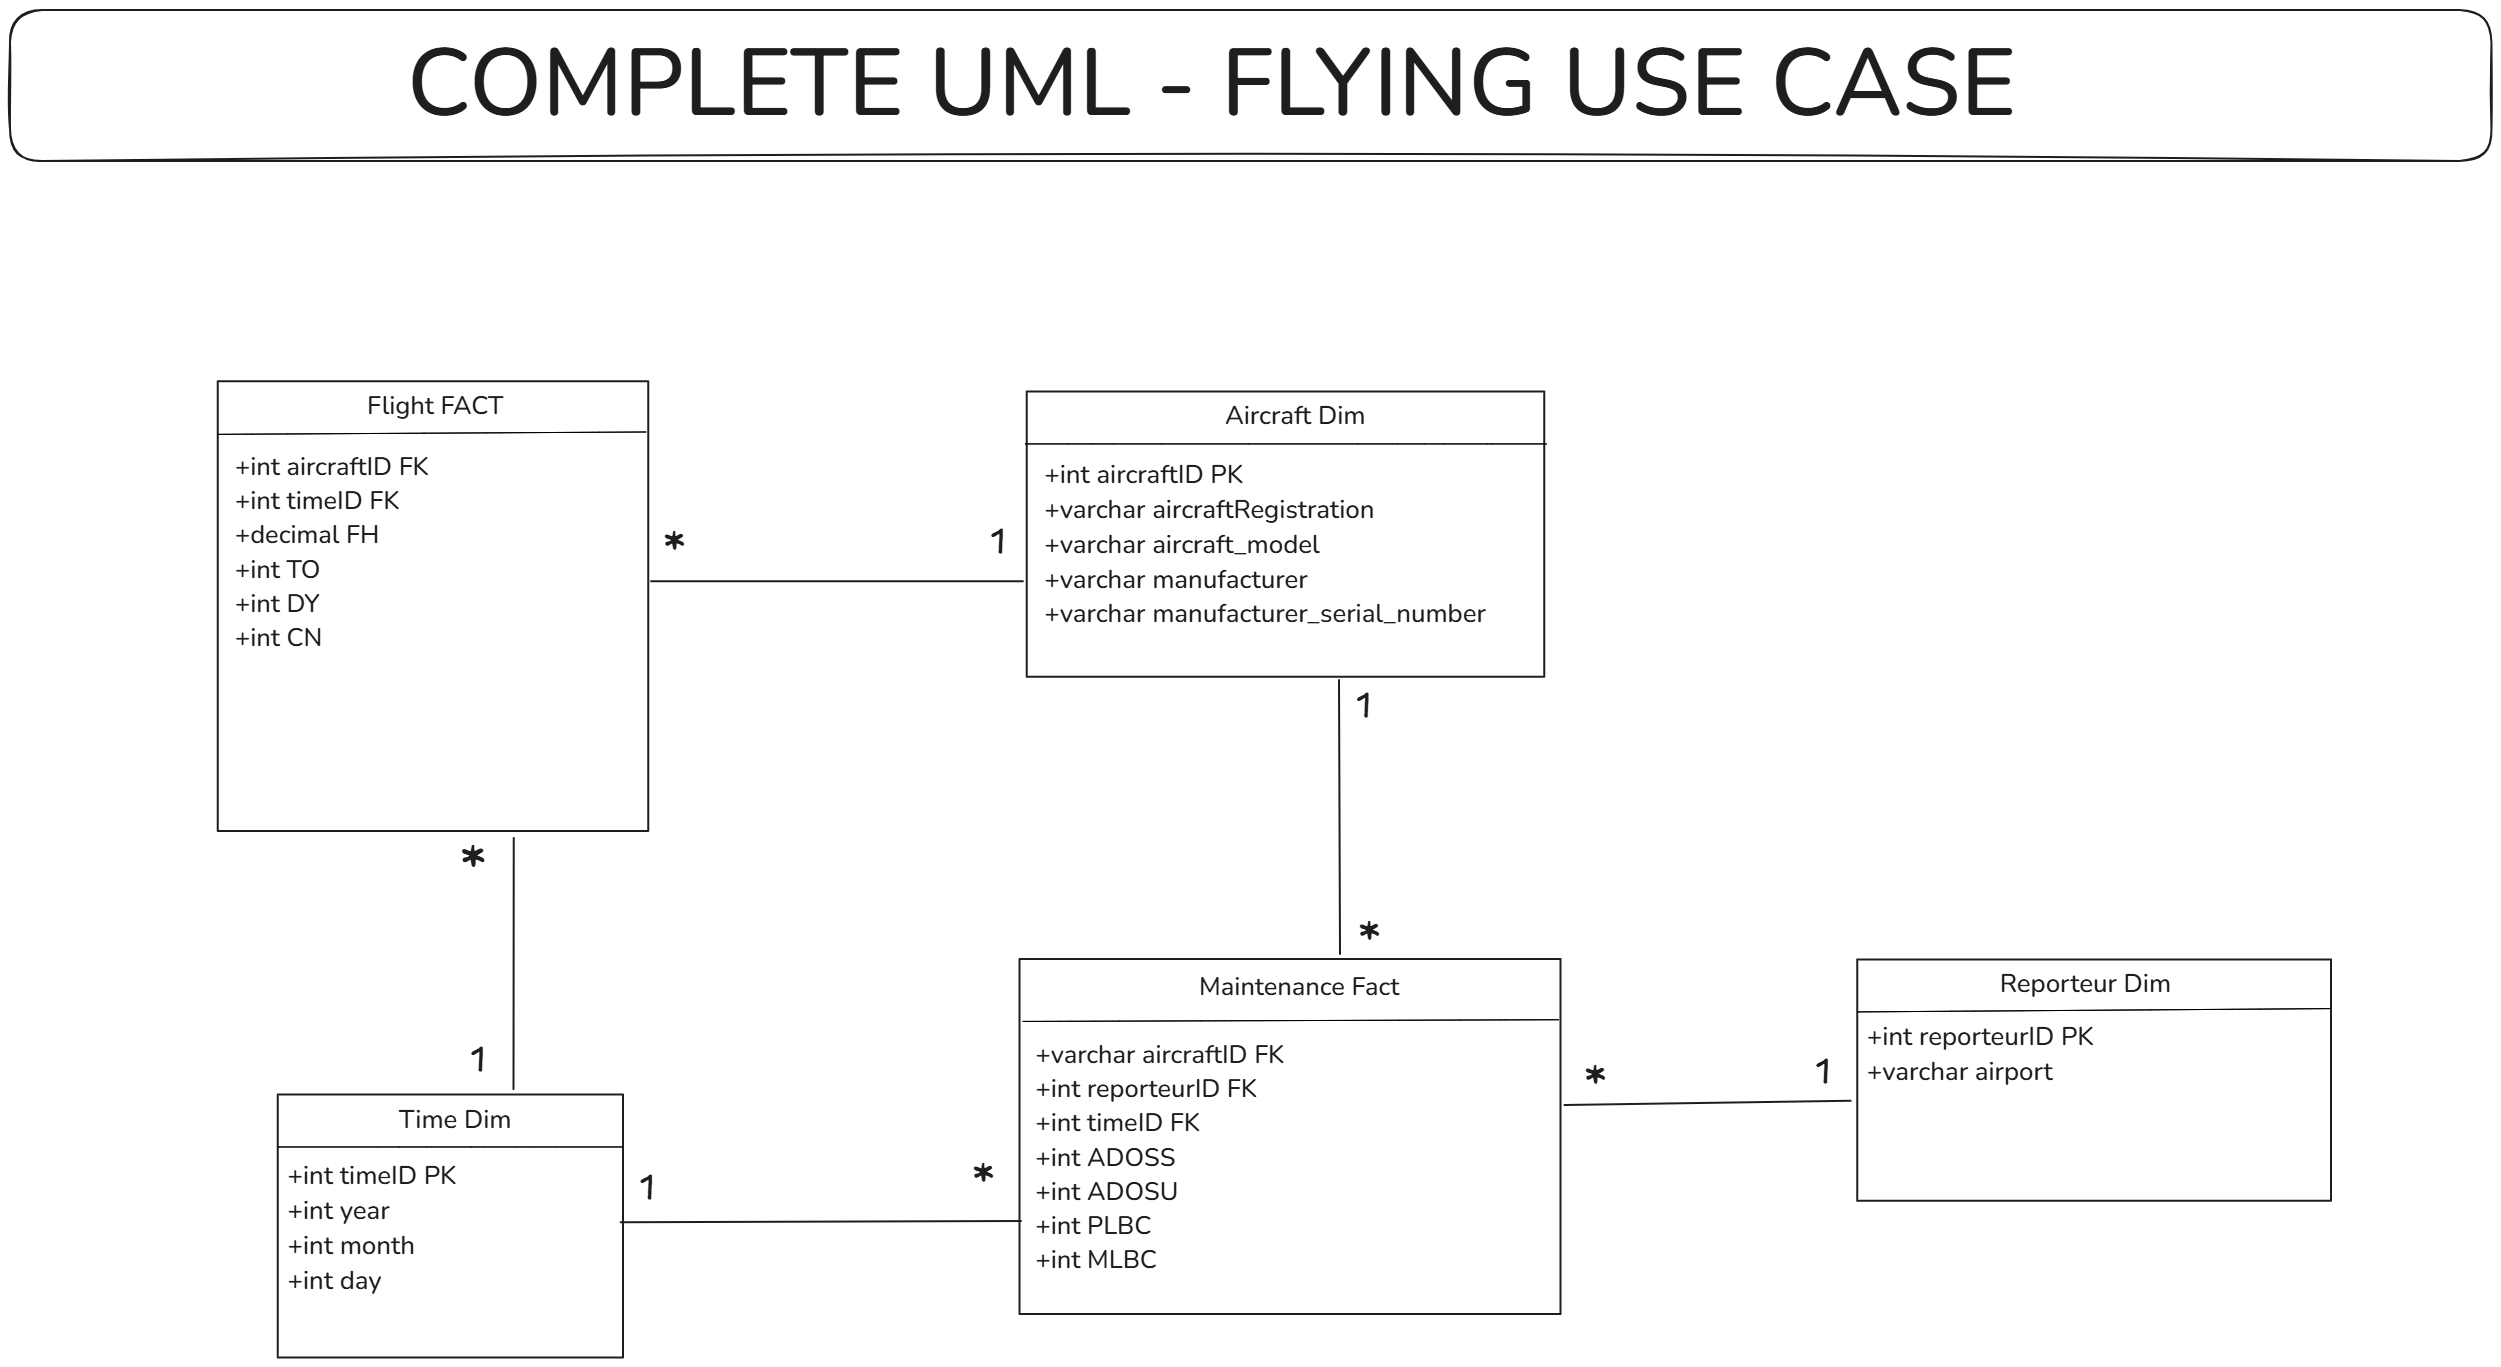 COMPLETE UML - FLYING USE CASE
Flight FACT
+int aircraftID FK
+int timeID FK
+decimal FH
+int TO
+int DY
+int CN
*
1
Aircraft Dim
+int aircraftID PK
+varchar aircraftRegistration
+varchar aircraft_model
+varchar manufacturer
+varchar manufacturer_serial_number
1
*
*
1
Time Dim
+int timeID PK
+int year
+int month
+int day
1
*
Maintenance Fact
+varchar aircraftID FK
+int reporteurID FK
+int timeID FK
+int ADOSS
+int ADOSU
+int PLBC
+int MLBC
*
1
Reporteur Dim
+int reporteurID PK
+varchar airport